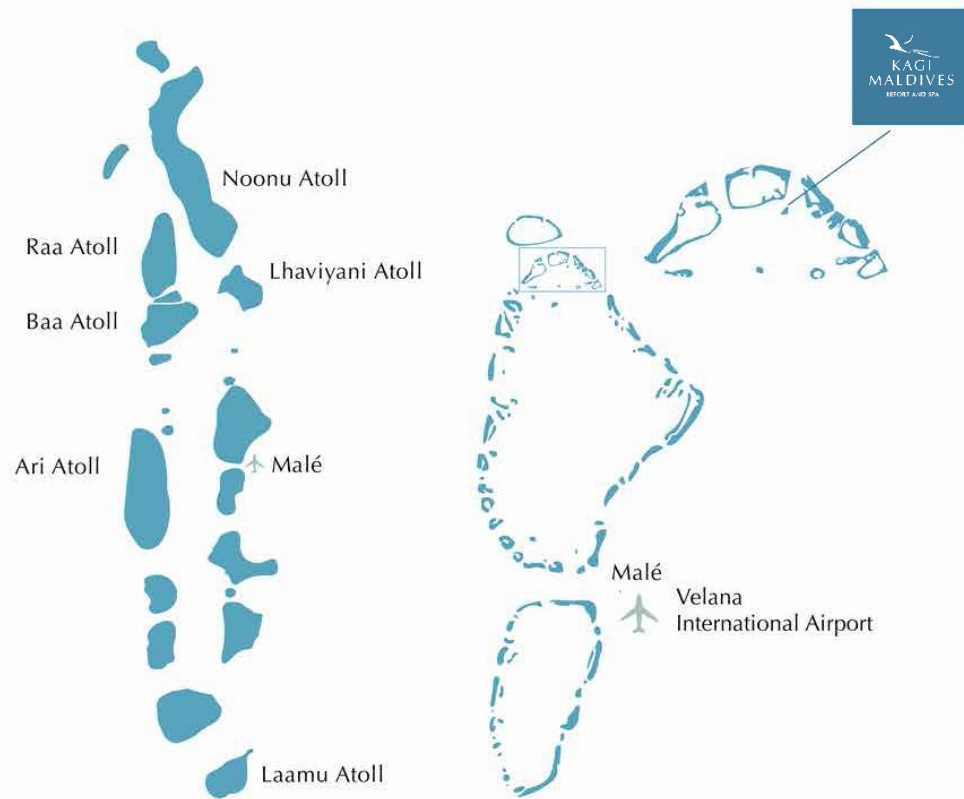 KAGI
MALDIVES
RESORT AND SPA
Noonu Atoll
Raa Atoll
Lhaviyani Atoll
Baa Atoll
Ari Atoll
Malé
Malé
Velana
International Airport
Laamu Atoll